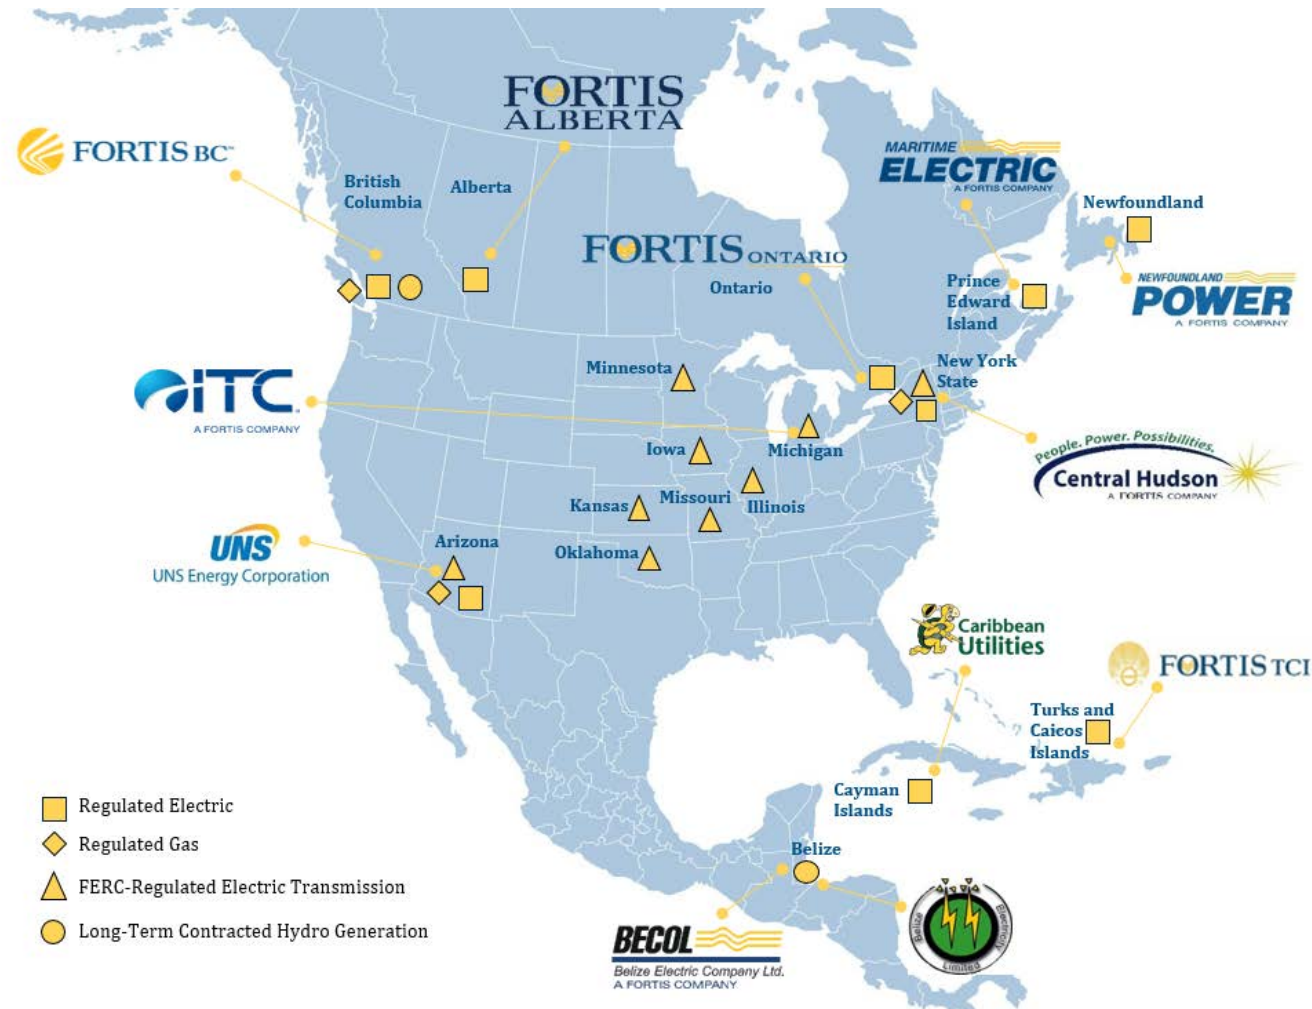 FORTIS
ALBERTA
FORTIS BC™
British
Columbia
Alberta
MARITIME
ELECTRIC
A FORTIS COMPANY
Newfoundland
FORTIS ONTARIO
Ontario
Prince
Edward
Island
NEWFOUNDLAND
POWER
A FORTIS COMPANY
Minnesota
New York
State
ITC
A FORTIS COMPANY
Iowa
Michigan
People. Power. Possibilities.
Central Hudson
A FORTIS COMPANY
Kansas
Missouri
Illinois
UNS
UNS Energy Corporation
Arizona
Oklahoma
Caribbean
Utilities
e
FORTIS TCI
Turks and
Caicos
Islands
Cayman
Islands
Regulated Electric
Regulated Gas
FERC-Regulated Electric Transmission
Long-Term Contracted Hydro Generation
Belize
BECOL
Belize Electric Company Ltd.
A FORTIS COMPANY
Belize
Electricity
Limited